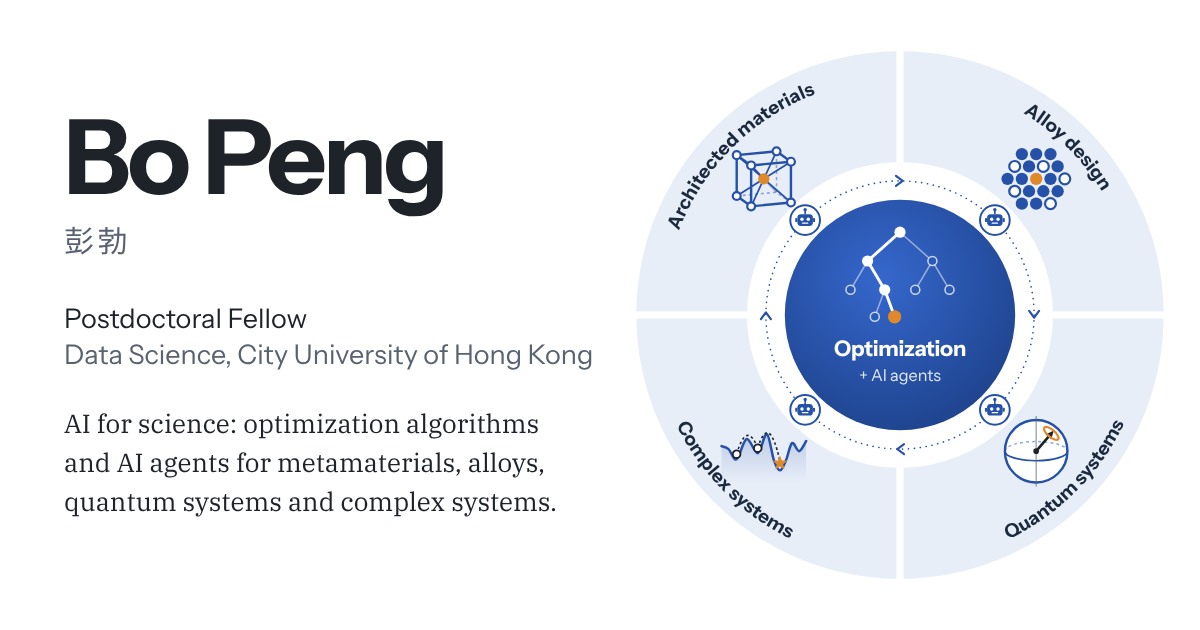 Bo Peng
彭勃
Postdoctoral Fellow
Data Science, City University of Hong Kong
AI for science: optimization algorithms
and AI agents for metamaterials, alloys,
quantum systems and complex systems.
Architected materials
Alloy design
Optimization
+ AI agents
Complex systems
Quantum systems